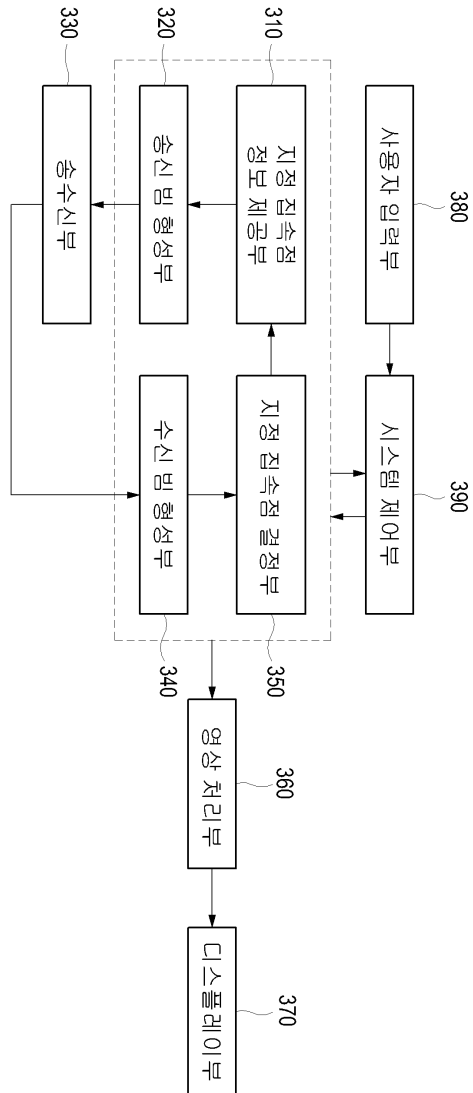 380
사용자 입력부
390
시스템 제어부
310
지정 집속점
정보 제공부
350
지정 집속점 결정부
360
영상 처리부
370
디스플레이부
320
송신 빔 형성부
340
수신 빔 형성부
330
송수신부